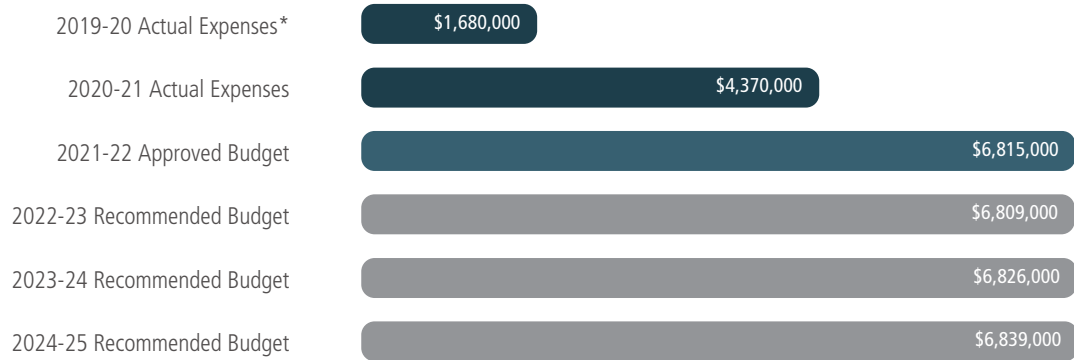 2019-20 Actual Expenses* $1,680,000
2020-21 Actual Expenses $4,370,000
2021-22 Approved Budget $6,815,000
2022-23 Recommended Budget $6,809,000
2023-24 Recommended Budget $6,826,000
2024-25 Recommended Budget $6,839,000